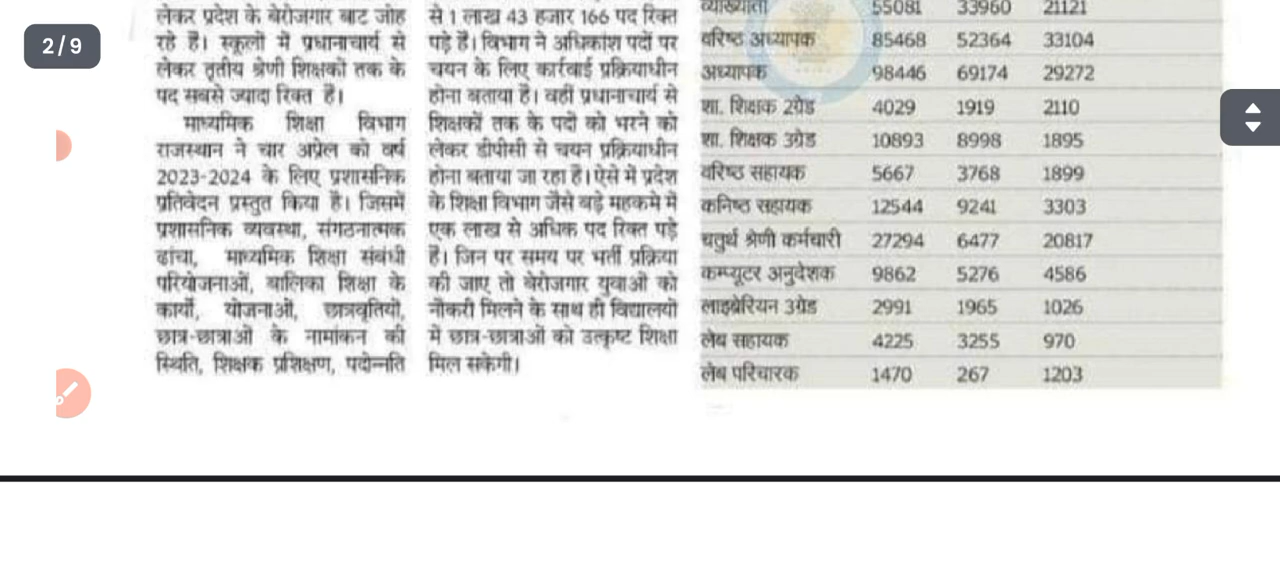 2/9
लेकर प्रदेश के बेरोजगार बाट जोह
रहे हैं। स्कूलों में प्रधानाचार्य से
लेकर तृतीय श्रेणी शिक्षकों तक के
पद सबसे ज्यादा रिक्त हैं।
माध्यमिक शिक्षा विभाग
राजस्थान ने चार अप्रेल को वर्ष
2023-2024 के लिए प्रशासनिक
प्रतिवेदन प्रस्तुत किया है। जिसमें
प्रशासनिक व्यवस्था, संगठनात्मक
ढांचा, माध्यमिक शिक्षा संबंधी
परियोजनाओं, बालिका शिक्षा के
कार्यों, योजनाओं, छात्रवृतियों,
छात्र-छात्राओं के नामांकन की
स्थिति, शिक्षक प्रशिक्षण, पदोन्नति
से 1 लाख 43 हजार 166 पद रिक्त
पड़े हैं। विभाग ने अधिकांश पदों पर
चयन के लिए कार्रवाई प्रक्रियाधीन
होना बताया है। वहीं प्रधानाचार्य से
शिक्षकों तक के पदों को भरने को
लेकर डीपीसी से चयन प्रक्रियाधीन
होना बताया जा रहा है। ऐसे में प्रदेश
के शिक्षा विभाग जैसे बड़े महकमे में
एक लाख से अधिक पद रिक्त पड़े
हैं। जिन पर समय पर भर्ती प्रक्रिया
की जाए तो बेरोजगार युवाओं को
नौकरी मिलने के साथ ही विद्यालयों
में छात्र-छात्राओं को उत्कृष्ट शिक्षा
मिल सकेगी।
व्याख्याता 55081 33960 21121
वरिष्ठ अध्यापक 85468 52364 33104
अध्यापक 98446 69174 29272
शा. शिक्षक 2ग्रेड 4029 1919 2110
शा. शिक्षक 3ग्रेड 10893 8998 1895
वरिष्ठ सहायक 5667 3768 1899
कनिष्ठ सहायक 12544 9241 3303
चतुर्थ श्रेणी कर्मचारी 27294 6477 20817
कम्प्यूटर अनुदेशक 9862 5276 4586
लाइब्रेरियन 3ग्रेड 2991 1965 1026
लेब सहायक 4225 3255 970
लेब परिचारक 1470 267 1203